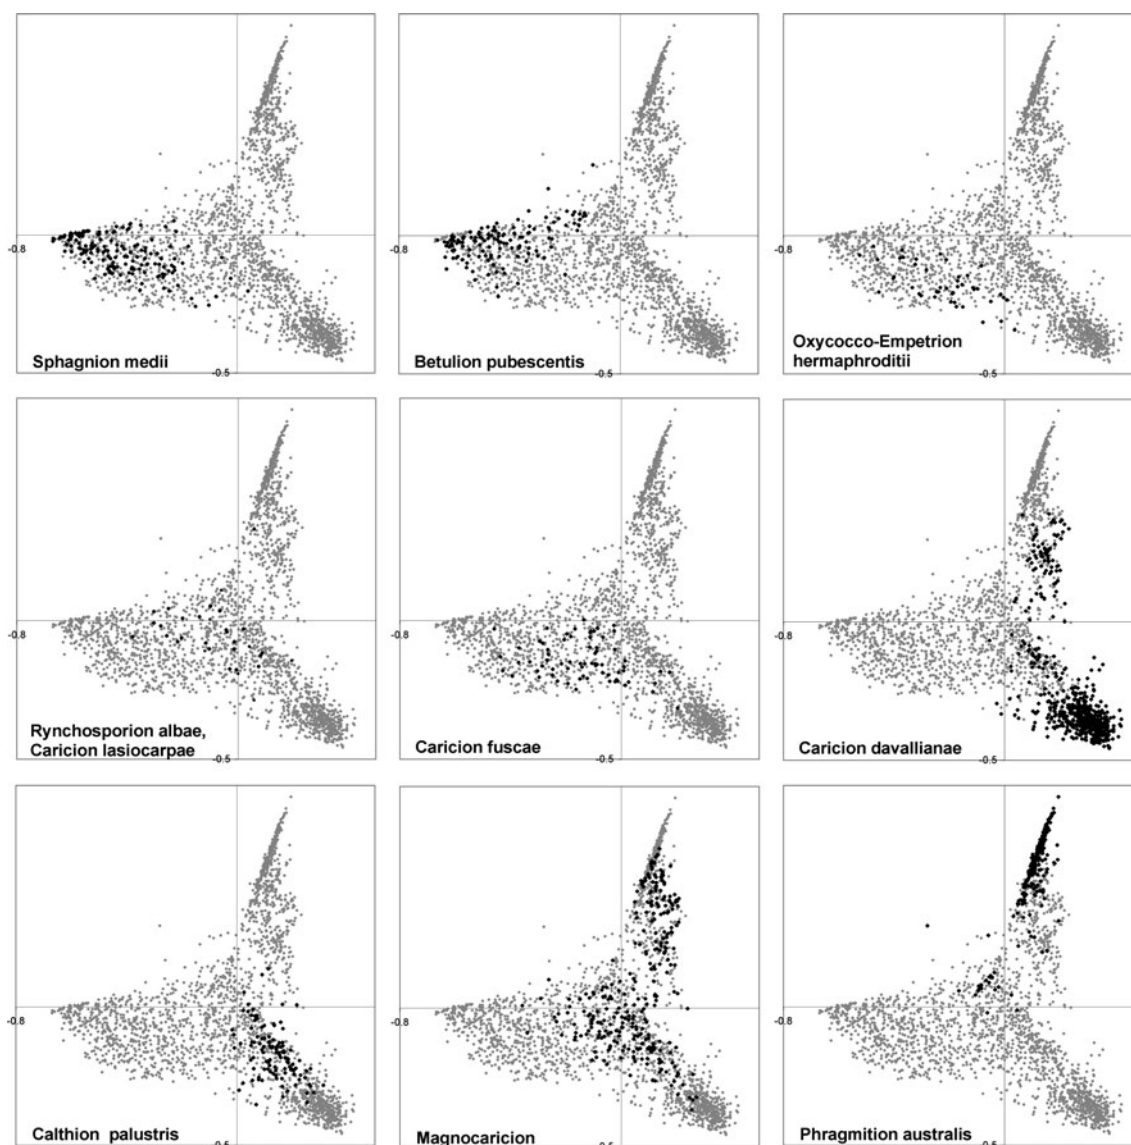 -0.8
-0.8
-0.8
Sphagnion medii
Betulion pubescentis
Oxycocco-Empetrion
hermaphroditii
-0.5
-0.5
-0.5
-0.8
-0.8
-0.8
Rynchosporion albae,
Caricion lasiocarpae
Caricion fuscae
Caricion davallianae
-0.5
-0.5
-0.5
-0.8
-0.8
-0.8
Calthion palustris
Magnocaricion
Phragmition australis
-0.5
-0.5
-0.5